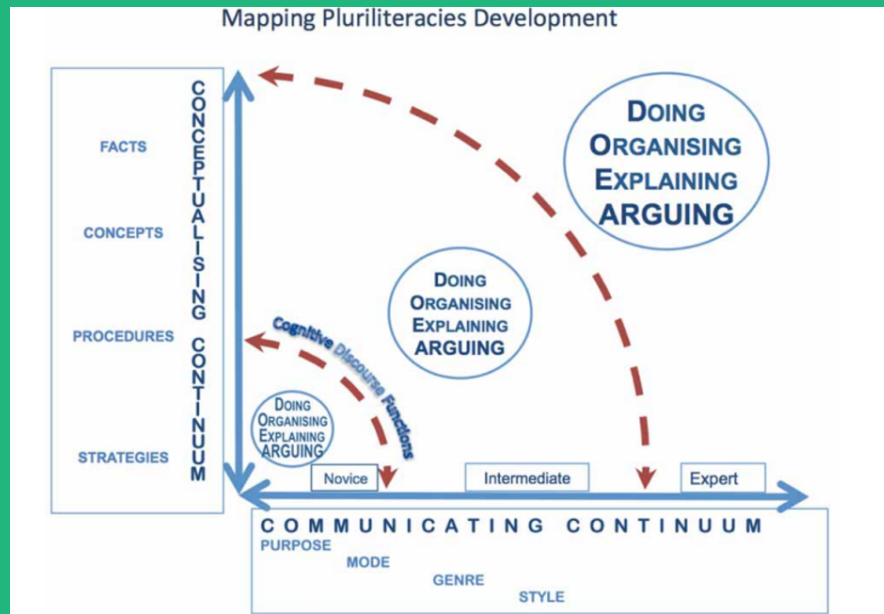 Mapping Pluriliteracies Development
CONCEPTUALISING CONTINUUM
FACTS
CONCEPTS
PROCEDURES
STRATEGIES
DOING
ORGANISING
EXPLAINING
ARGUING
Cognitive Discourse Functions
DOING
ORGANISING
EXPLAINING
ARGUING
DOING
ORGANISING
EXPLAINING
ARGUING
Novice
Intermediate
Expert
COMMUNICATING CONTINUUM
PURPOSE
MODE
GENRE
STYLE